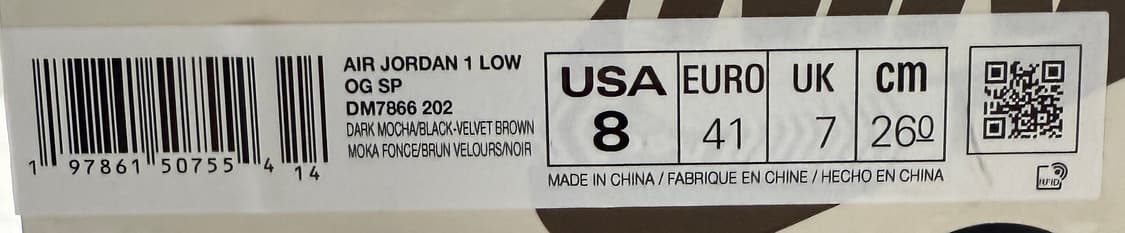 1 97861 50755 4 14
AIR JORDAN 1 LOW
OG SP
DM7866 202
DARK MOCHA/BLACK-VELVET BROWN
MOKA FONCE/BRUN VELOURS/NOIR
USA EURO UK cm
8 41 7 260
MADE IN CHINA / FABRIQUE EN CHINE / HECHO EN CHINA
RFID